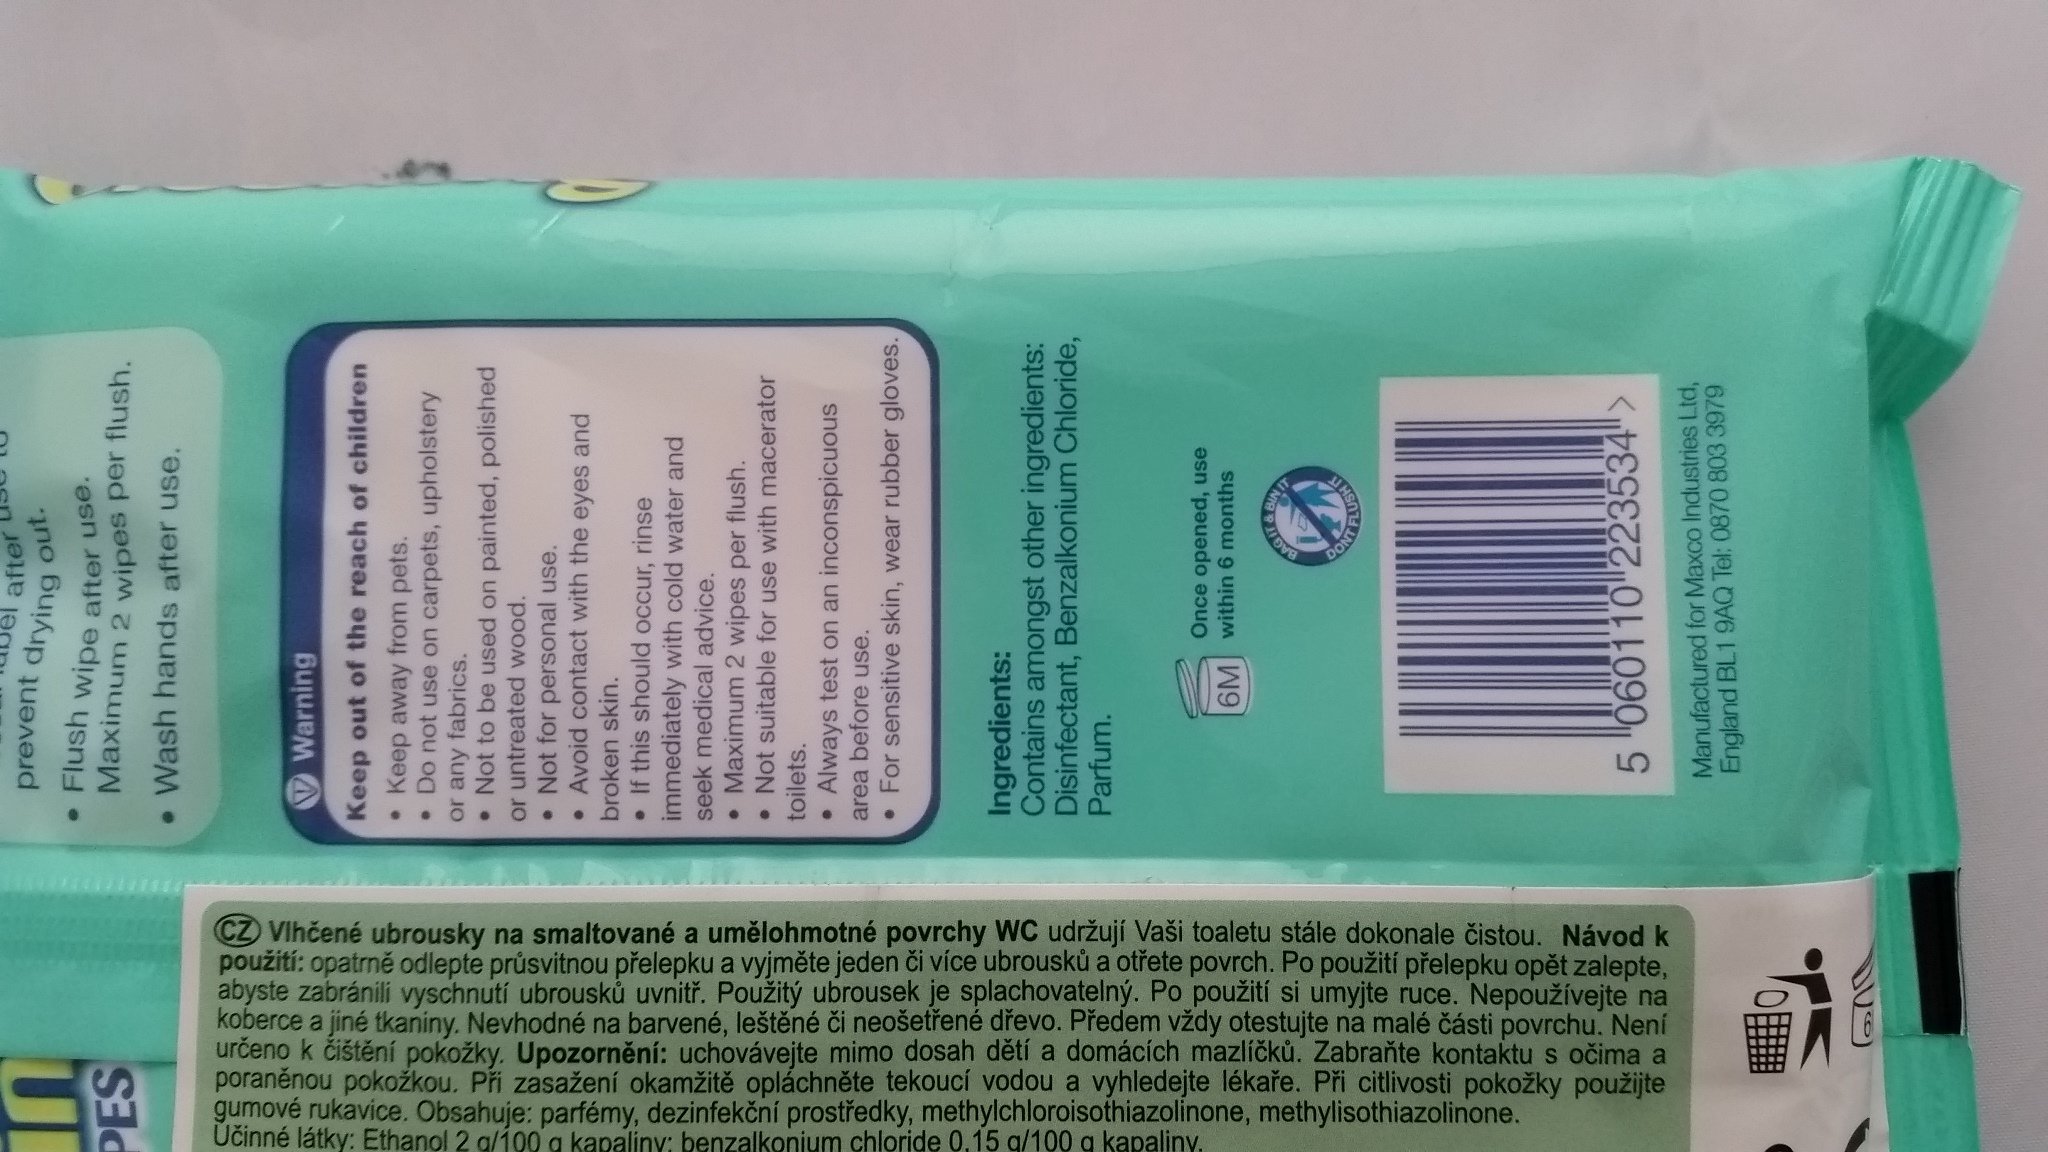 prevent drying out.
• Flush wipe after use.
Maximum 2 wipes per flush.
• Wash hands after use.
Warning
Keep out of the reach of children
• Keep away from pets.
• Do not use on carpets, upholstery
or any fabrics.
• Not to be used on painted, polished
or untreated wood.
• Not for personal use.
• Avoid contact with the eyes and
broken skin.
• If this should occur, rinse
immediately with cold water and
seek medical advice.
• Maximum 2 wipes per flush.
• Not suitable for use with macerator
toilets.
• Always test on an inconspicuous
area before use.
• For sensitive skin, wear rubber gloves.
Ingredients:
Contains amongst other ingredients:
Disinfectant, Benzalkonium Chloride,
Parfum.
6M
Once opened, use
within 6 months
BAG IT & BIN IT
DON'T FLUSH IT
5 060110 223534 >
Manufactured for Maxco Industries Ltd,
England BL1 9AQ Tel: 0870 803 3979
CZ Vlhčené ubrousky na smaltované a umělohmotné povrchy WC udržují Vaši toaletu stále dokonale čistou. Návod k
použití: opatrně odlepte průsvitnou přelepku a vyjměte jeden či více ubrousků a otřete povrch. Po použití přelepku opět zalepte,
abyste zabránili vyschnutí ubrousků uvnitř. Použitý ubrousek je splachovatelný. Po použití si umyjte ruce. Nepoužívejte na
koberce a jiné tkaniny. Nevhodné na barvené, leštěné či neošetřené dřevo. Předem vždy otestujte na malé části povrchu. Není
určeno k čištění pokožky. Upozornění: uchovávejte mimo dosah dětí a domácích mazlíčků. Zabraňte kontaktu s očima a
poraněnou pokožkou. Při zasažení okamžitě opláchněte tekoucí vodou a vyhledejte lékaře. Při citlivosti pokožky použijte
gumové rukavice. Obsahuje: parfémy, dezinfekční prostředky, methylchloroisothiazolinone, methylisothiazolinone.
Účinné látky: Ethanol 2 g/100 g kapaliny; benzalkonium chloride 0,15 g/100 g kapaliny.
6